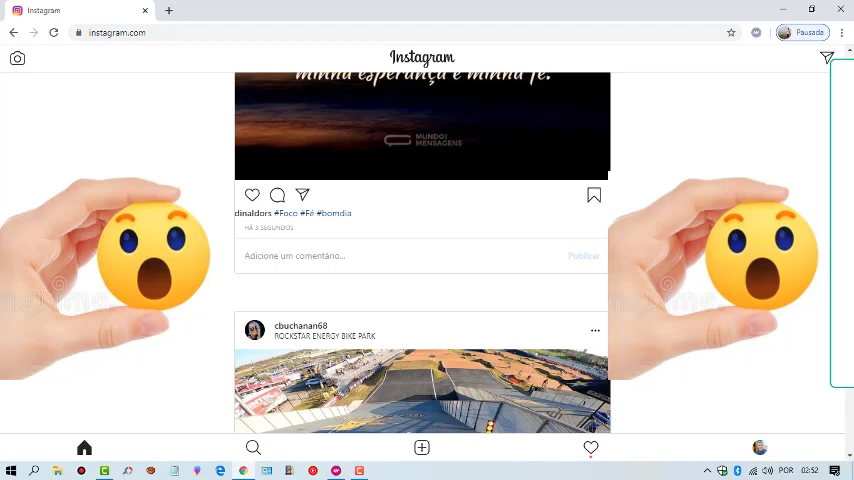 Instagram
instagram.com
Pausada
Instagram
minha esperança e minha fé.
MUNDO!
MENSAGENS
dinaldors #Foco #Fé #bomdia
HÁ 3 SEGUNDOS
Adicione um comentário...
Publicar
cbuchanan68
ROCKSTAR ENERGY BIKE PARK
POR
02:52